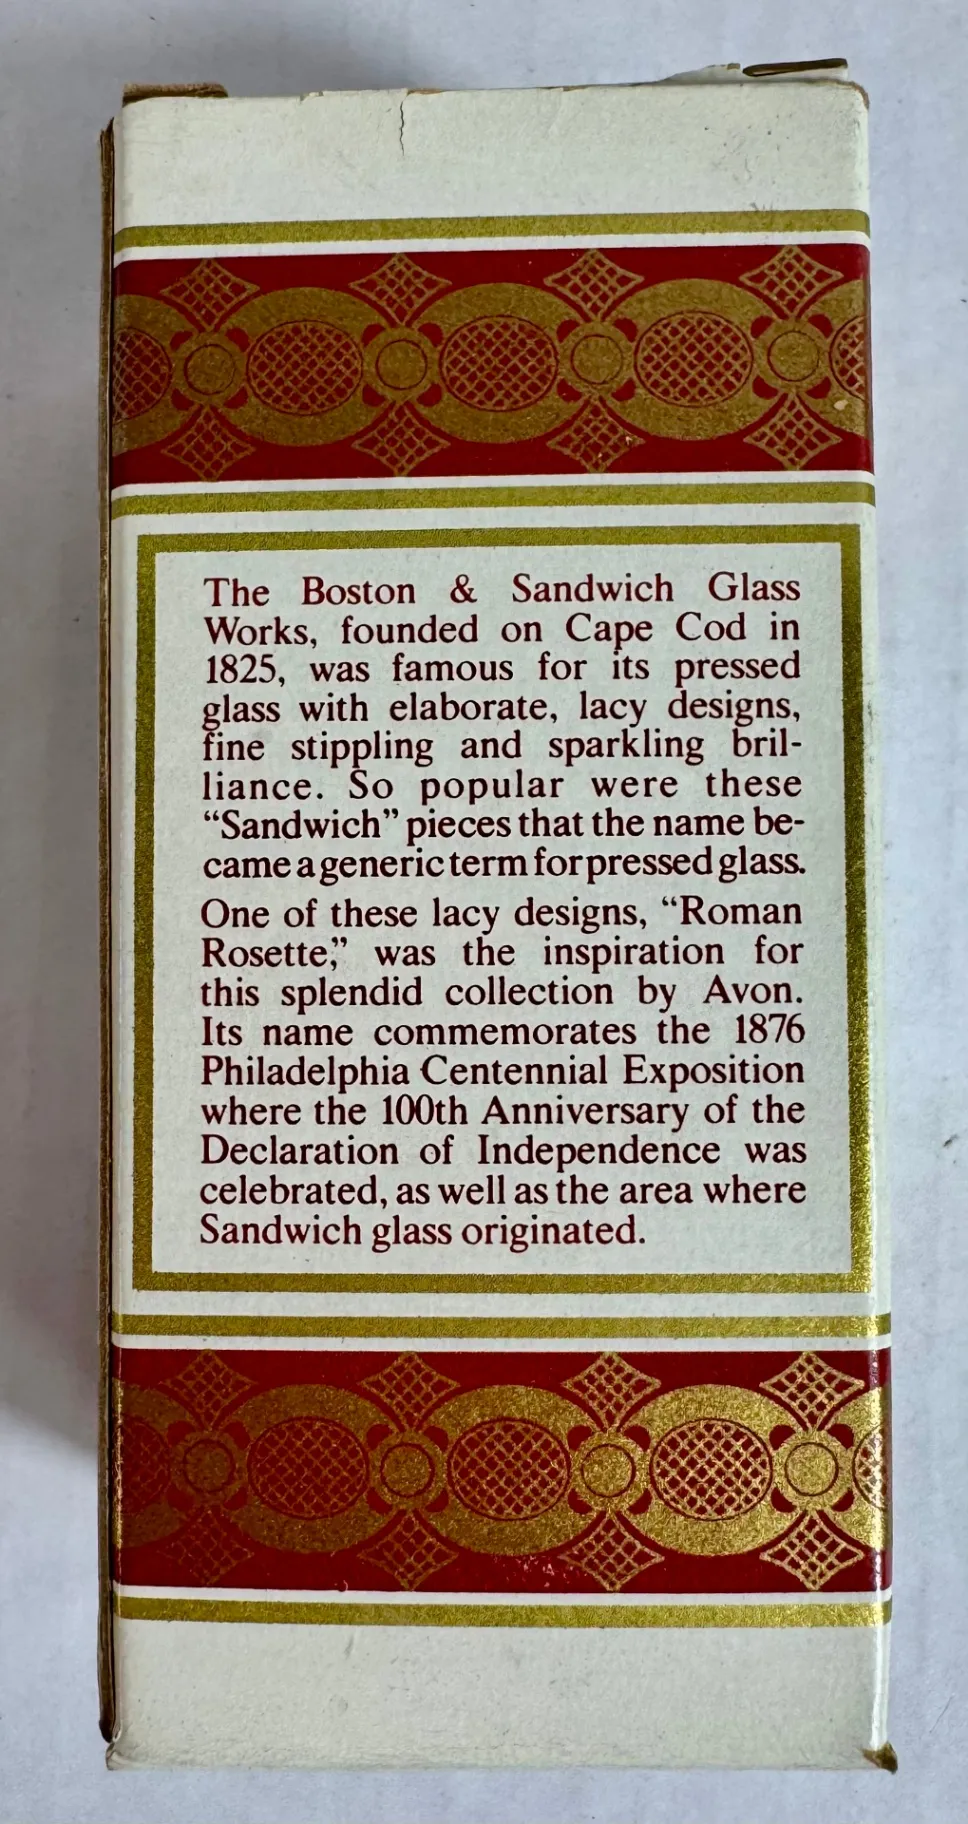 The Boston & Sandwich Glass
Works, founded on Cape Cod in
1825, was famous for its pressed
glass with elaborate, lacy designs,
fine stippling and sparkling bril-
liance. So popular were these
“Sandwich” pieces that the name be-
came a generic term for pressed glass.
One of these lacy designs, “Roman
Rosette,” was the inspiration for
this splendid collection by Avon.
Its name commemorates the 1876
Philadelphia Centennial Exposition
where the 100th Anniversary of the
Declaration of Independence was
celebrated, as well as the area where
Sandwich glass originated.